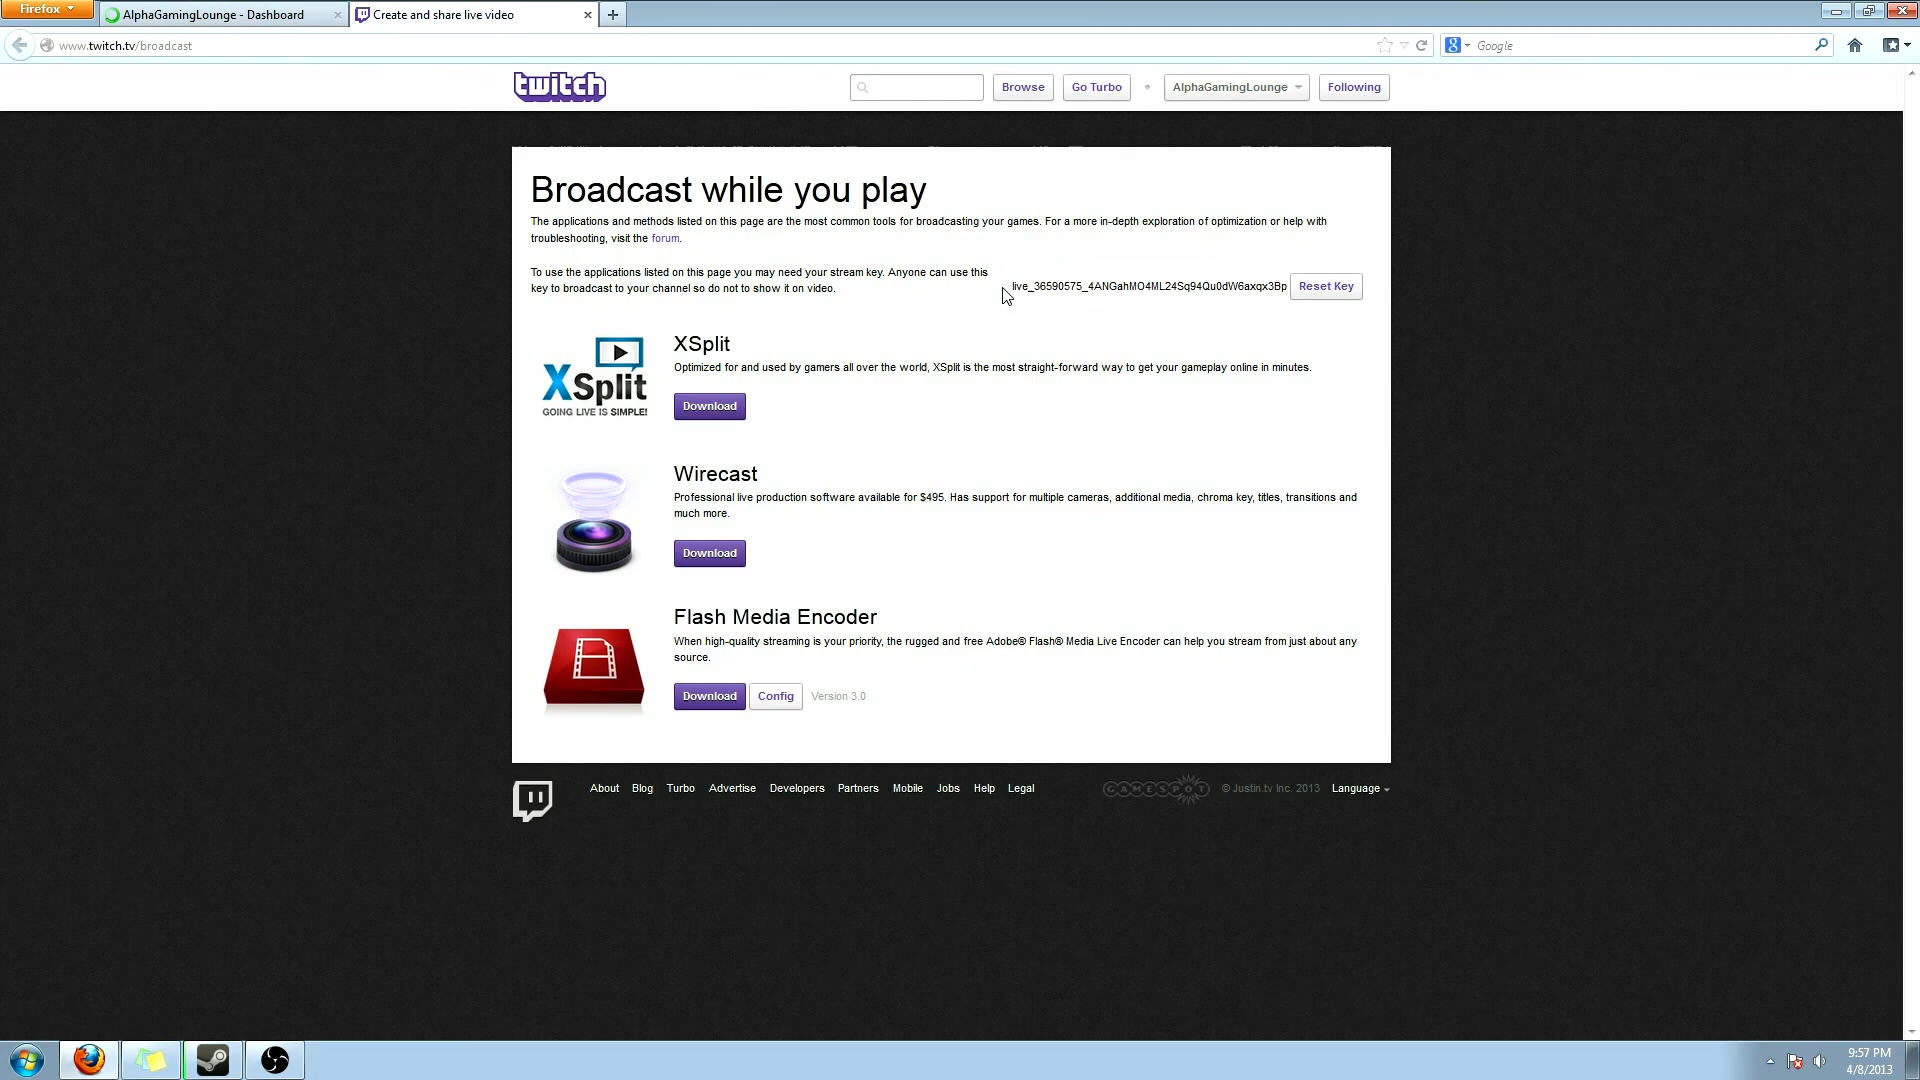 Firefox
AlphaGamingLounge - Dashboard
Create and share live video
www.twitch.tv/broadcast
Google
twitch
Browse
Go Turbo
AlphaGamingLounge
Following
Broadcast while you play
The applications and methods listed on this page are the most common tools for broadcasting your games. For a more in-depth exploration of optimization or help with
troubleshooting, visit the forum.
To use the applications listed on this page you may need your stream key. Anyone can use this
key to broadcast to your channel so do not to show it on video.
live_36590575_4ANGahMO4ML24Sq94Qu0dW6axqx3Bp
Reset Key
XSplit
GOING LIVE IS SIMPLE!
XSplit
Optimized for and used by gamers all over the world, XSplit is the most straight-forward way to get your gameplay online in minutes.
Download
Wirecast
Professional live production software available for $495. Has support for multiple cameras, additional media, chroma key, titles, transitions and
much more.
Download
Flash Media Encoder
When high-quality streaming is your priority, the rugged and free Adobe® Flash® Media Live Encoder can help you stream from just about any
source.
Download
Config
Version 3.0
About
Blog
Turbo
Advertise
Developers
Partners
Mobile
Jobs
Help
Legal
GAMESPOT
© Justin.tv Inc. 2013
Language
9:57 PM
4/8/2013